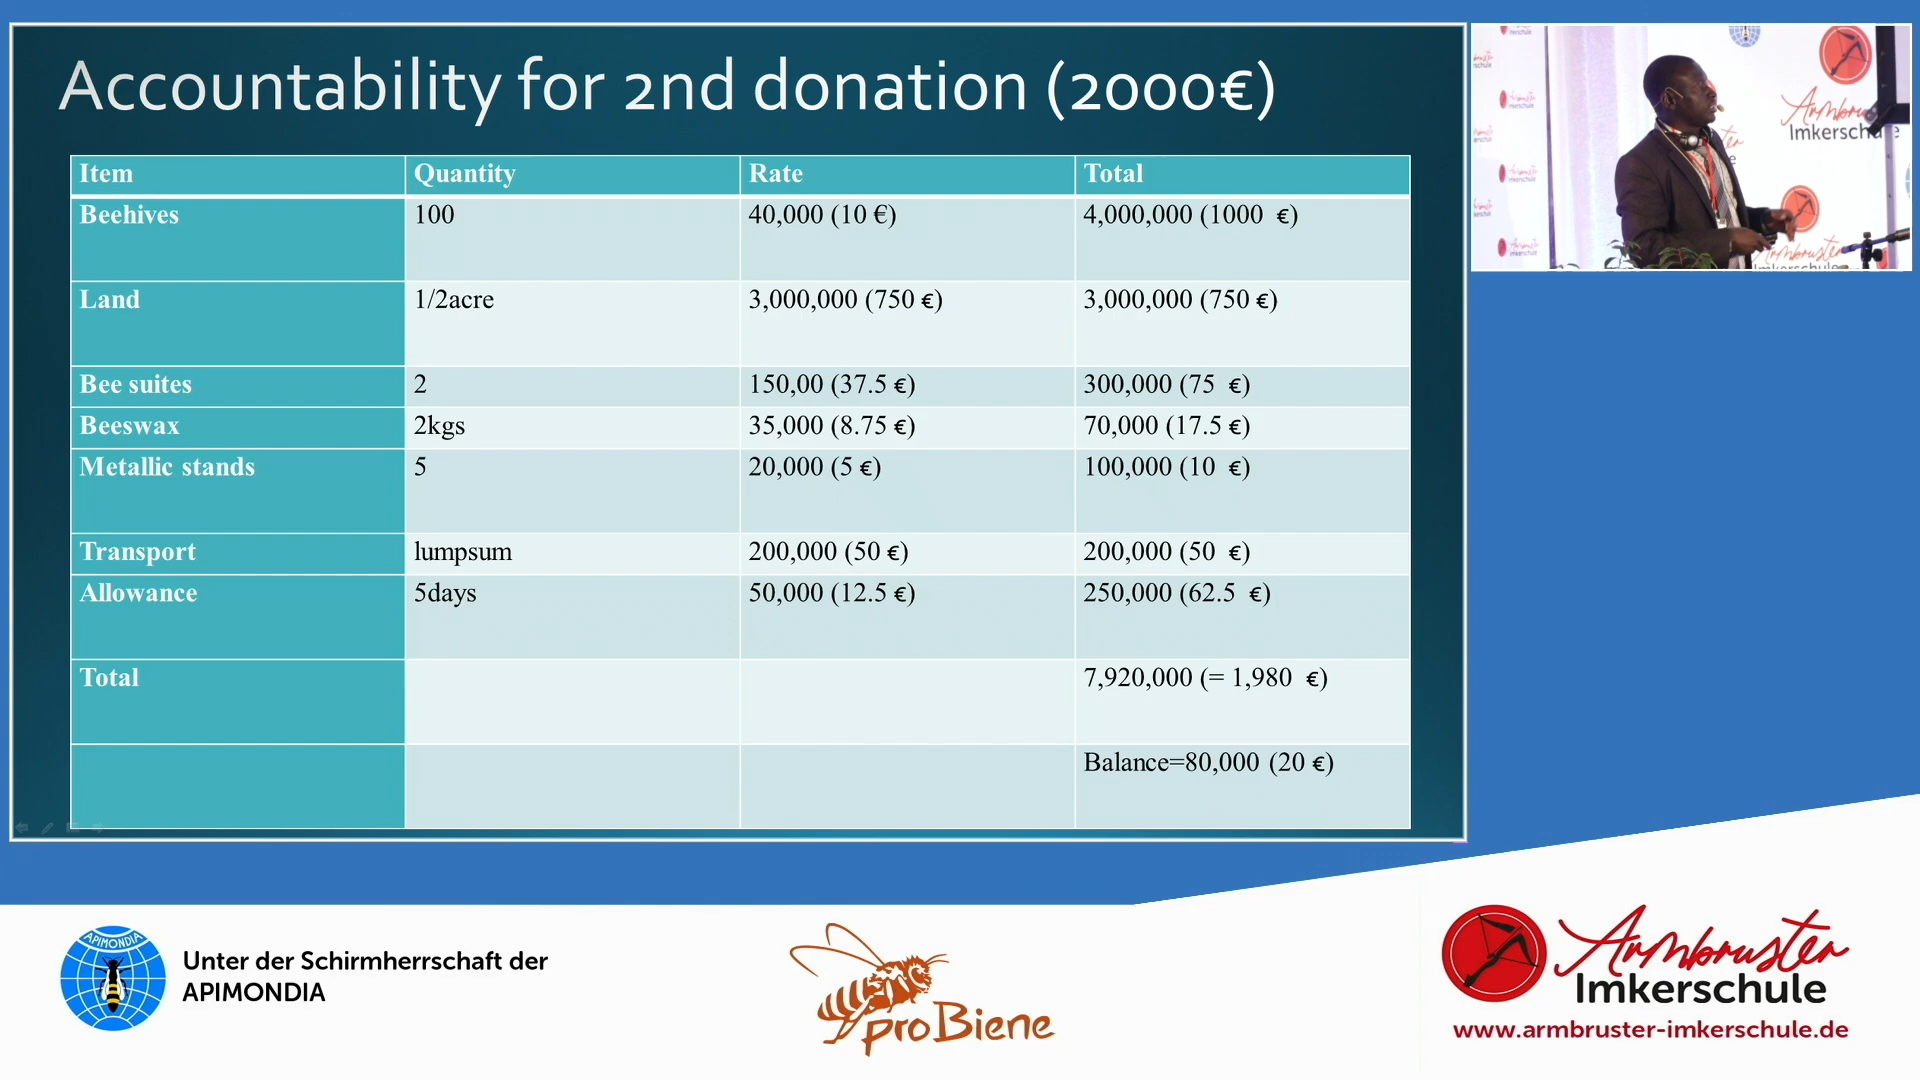 Accountability for 2nd donation (2000€)
Item Quantity Rate Total
Beehives 100 40,000 (10 €) 4,000,000 (1000 €)
Land 1/2acre 3,000,000 (750 €) 3,000,000 (750 €)
Bee suites 2 150,00 (37.5 €) 300,000 (75 €)
Beeswax 2kgs 35,000 (8.75 €) 70,000 (17.5 €)
Metallic stands 5 20,000 (5 €) 100,000 (10 €)
Transport lumpsum 200,000 (50 €) 200,000 (50 €)
Allowance 5days 50,000 (12.5 €) 250,000 (62.5 €)
Total 7,920,000 (= 1,980 €)
Balance=80,000 (20 €)
Armbruster
Imkerschule
Armbruster
Imkerschule
APIMONDIA
Unter der Schirmherrschaft der
APIMONDIA
proBiene
Armbruster
Imkerschule
www.armbruster-imkerschule.de